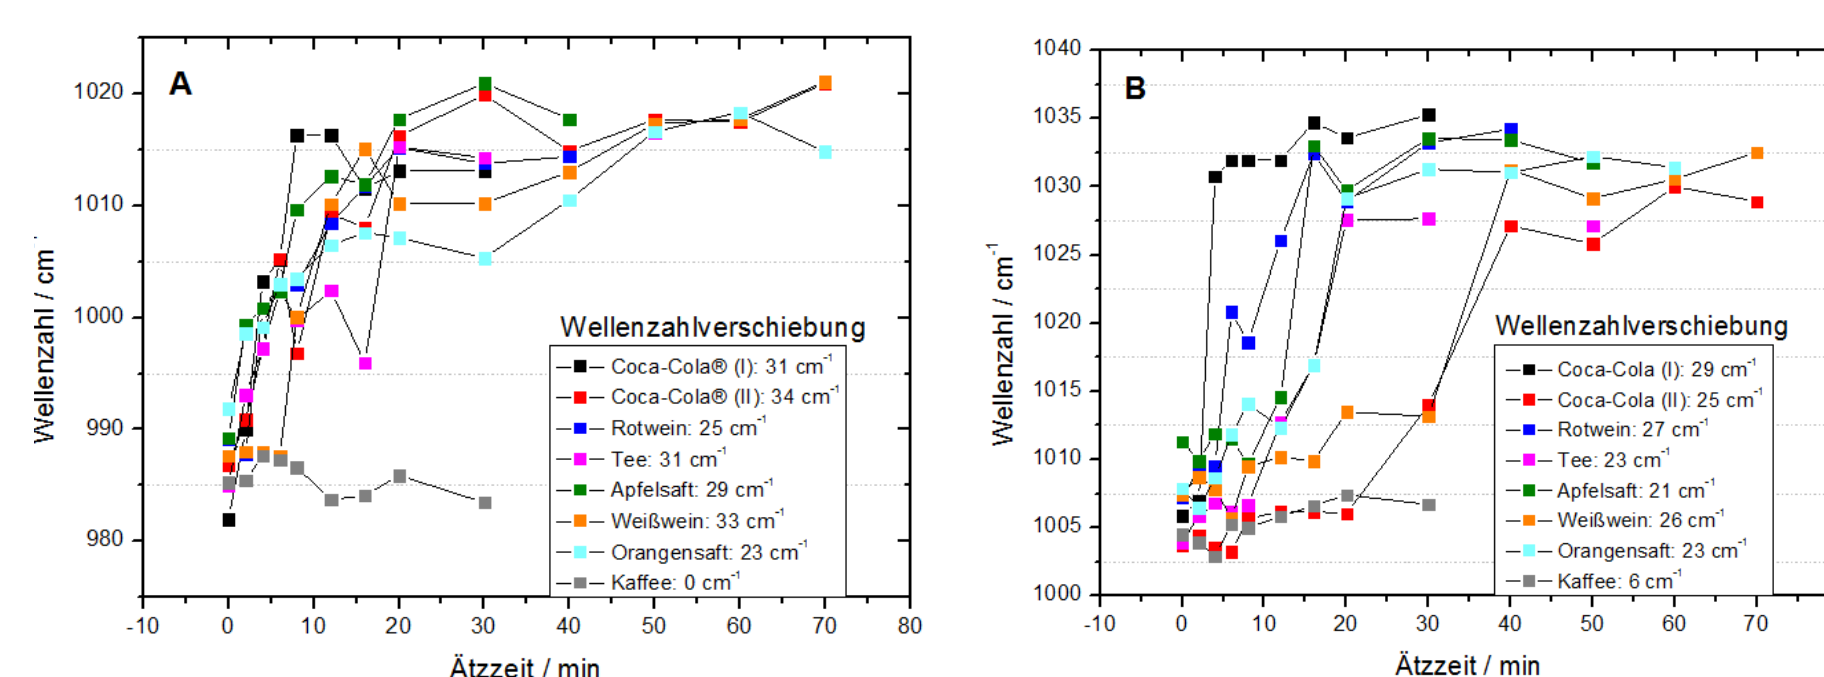 A
1020
1010
1000
990
980
Wellenzahl / cm⁻
-10 0 10 20 30 40 50 60 70 80
Ätzzeit / min
Wellenzahlverschiebung
Coca-Cola® (I): 31 cm⁻¹
Coca-Cola® (II): 34 cm⁻¹
Rotwein: 25 cm⁻¹
Tee: 31 cm⁻¹
Apfelsaft: 29 cm⁻¹
Weißwein: 33 cm⁻¹
Orangensaft: 23 cm⁻¹
Kaffee: 0 cm⁻¹
B
1040
1035
1030
1025
1020
1015
1010
1005
1000
Wellenzahl / cm⁻¹
-10 0 10 20 30 40 50 60 70
Ätzzeit / min
Wellenzahlverschiebung
Coca-Cola (I): 29 cm⁻¹
Coca-Cola (II): 25 cm⁻¹
Rotwein: 27 cm⁻¹
Tee: 23 cm⁻¹
Apfelsaft: 21 cm⁻¹
Weißwein: 26 cm⁻¹
Orangensaft: 23 cm⁻¹
Kaffee: 6 cm⁻¹